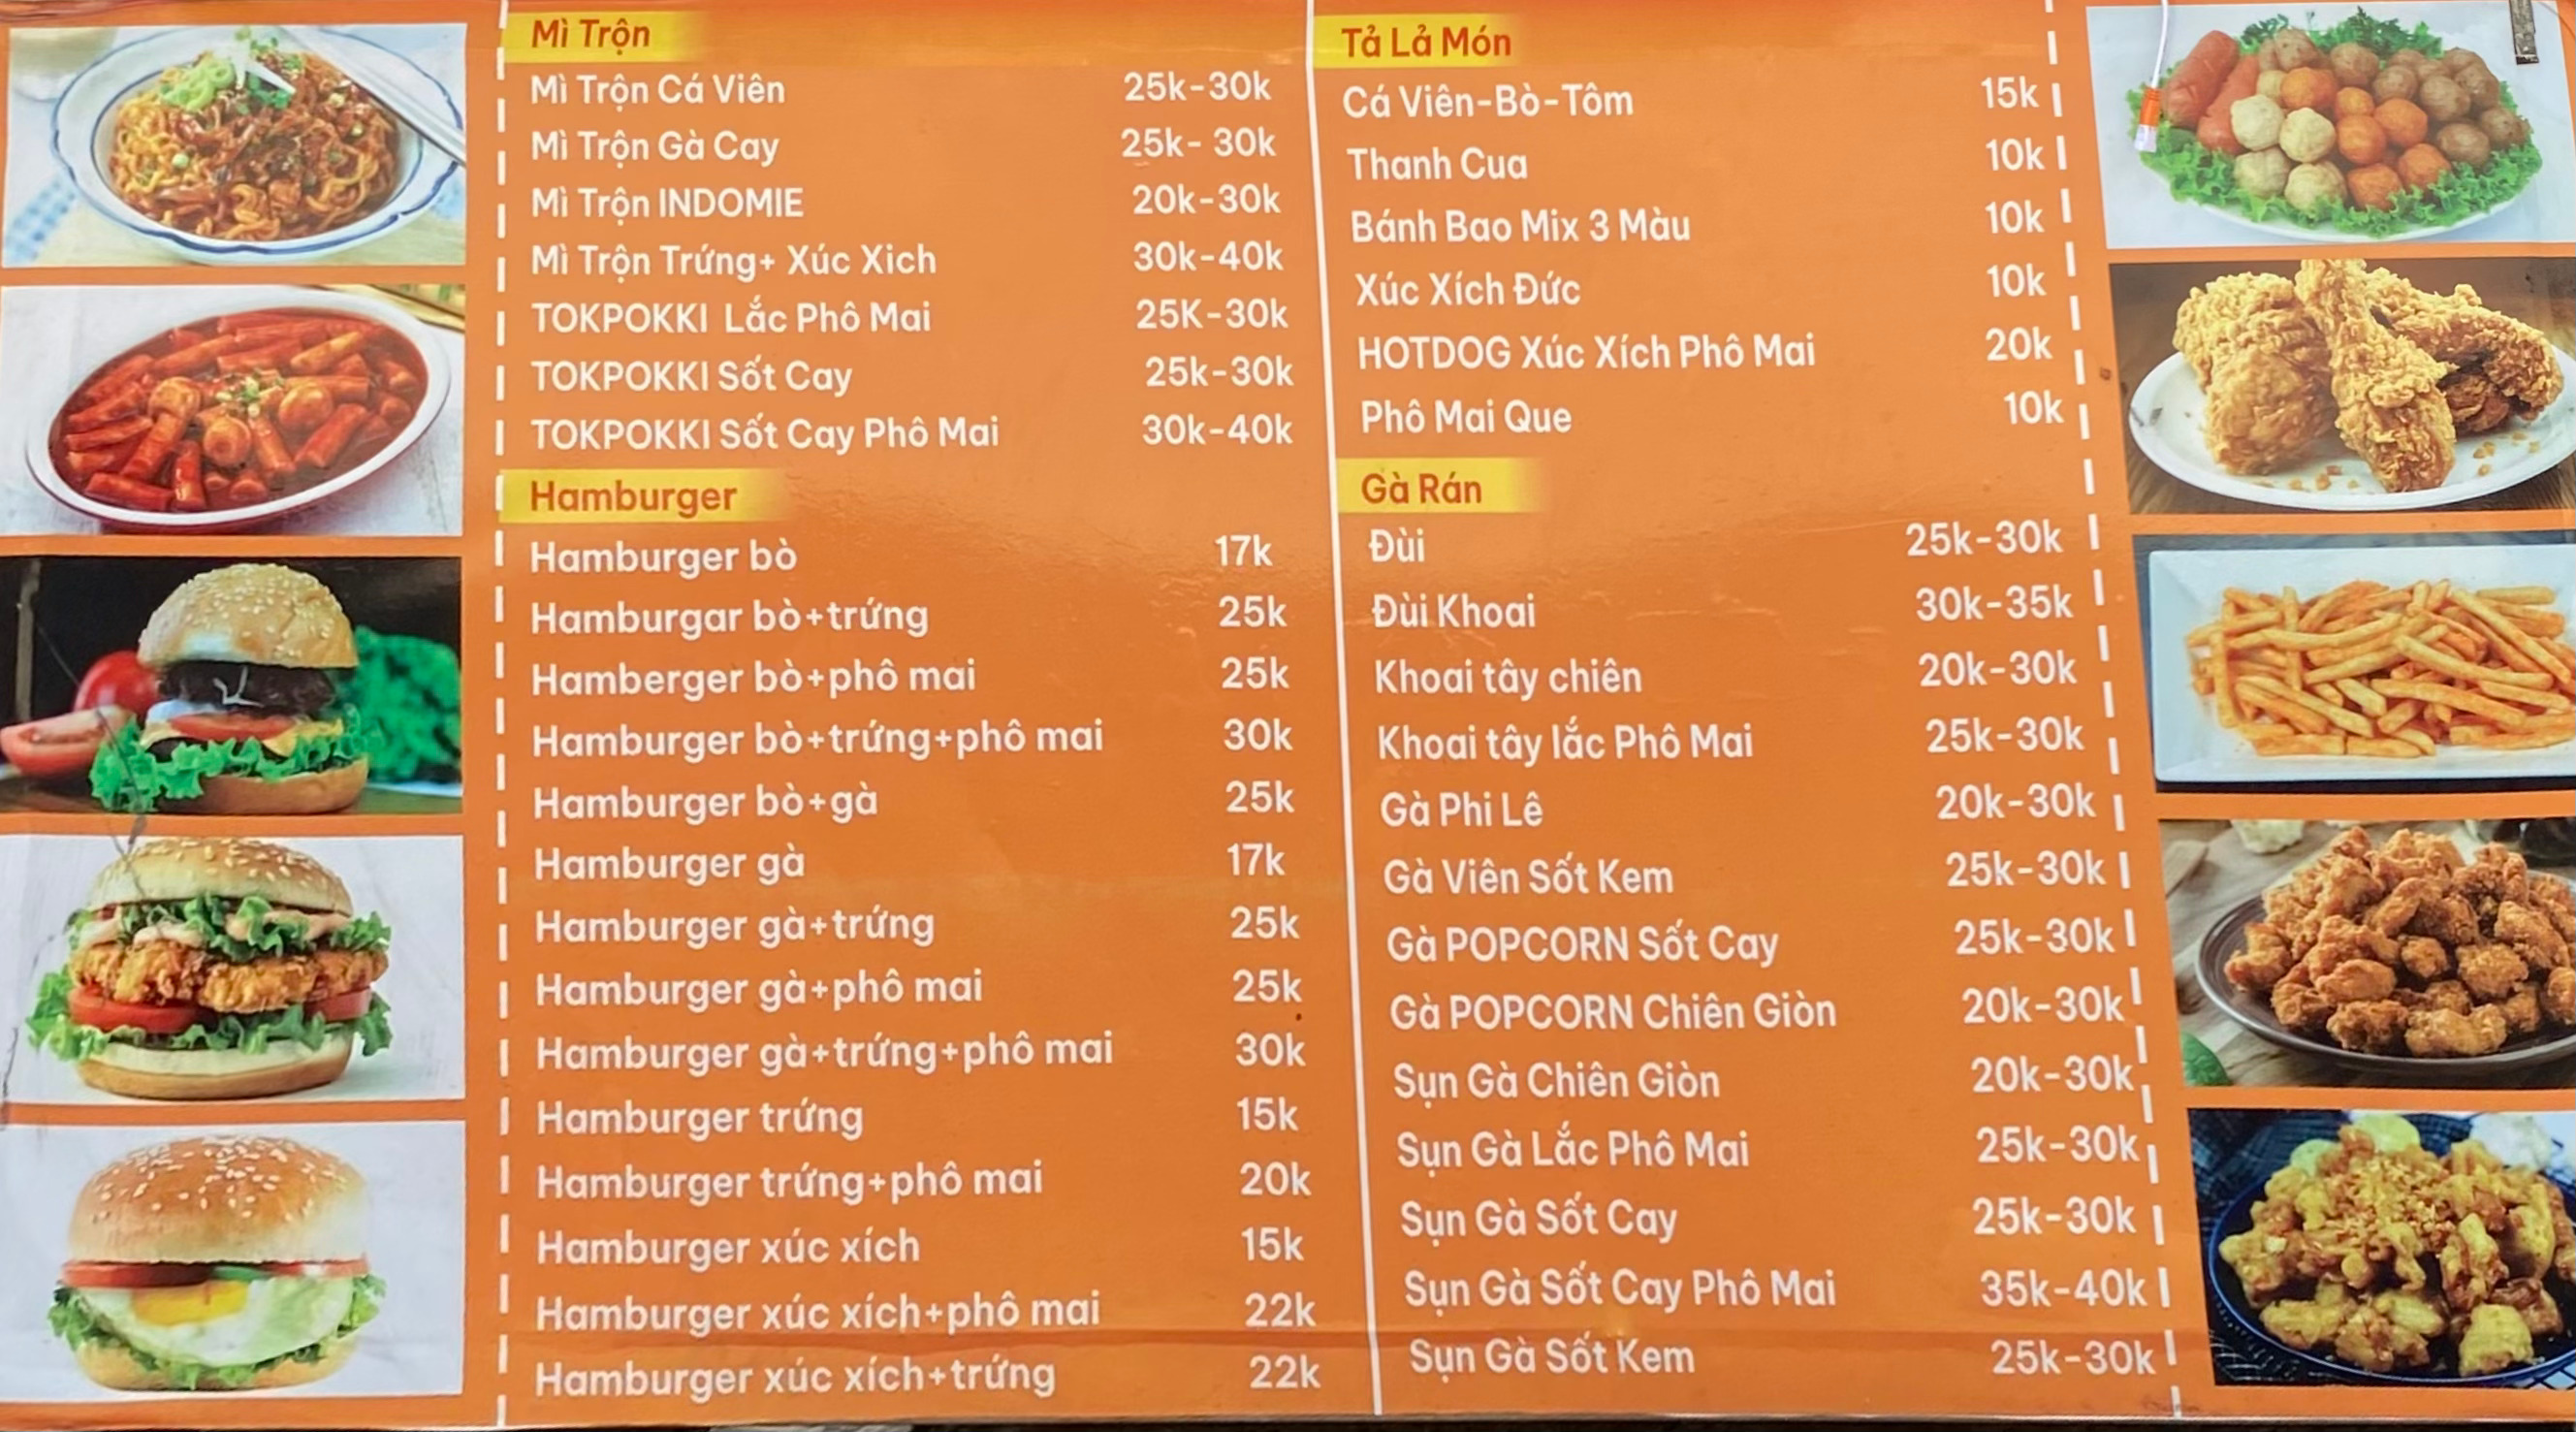 Mì Trộn
Mì Trộn Cá Viên 25k-30k
Mì Trộn Gà Cay 25k- 30k
Mì Trộn INDOMIE 20k-30k
Mì Trộn Trứng+ Xúc Xich 30k-40k
TOKPOKKI Lắc Phô Mai 25K-30k
TOKPOKKI Sốt Cay 25k-30k
TOKPOKKI Sốt Cay Phô Mai 30k-40k
Hamburger
Hamburger bò 17k
Hamburgar bò+trứng 25k
Hamberger bò+phô mai 25k
Hamburger bò+trứng+phô mai 30k
Hamburger bò+gà 25k
Hamburger gà 17k
Hamburger gà+trứng 25k
Hamburger gà+phô mai 25k
Hamburger gà+trứng+phô mai 30k
Hamburger trứng 15k
Hamburger trứng+phô mai 20k
Hamburger xúc xích 15k
Hamburger xúc xích+phô mai 22k
Hamburger xúc xích+trứng 22k
Tả Lả Món
Cá Viên-Bò-Tôm 15k
Thanh Cua 10k
Bánh Bao Mix 3 Màu 10k
Xúc Xích Đức 10k
HOTDOG Xúc Xích Phô Mai 20k
Phô Mai Que 10k
Gà Rán
Đùi 25k-30k
Đùi Khoai 30k-35k
Khoai tây chiên 20k-30k
Khoai tây lắc Phô Mai 25k-30k
Gà Phi Lê 20k-30k
Gà Viên Sốt Kem 25k-30k
Gà POPCORN Sốt Cay 25k-30k
Gà POPCORN Chiên Giòn 20k-30k
Sụn Gà Chiên Giòn 20k-30k
Sụn Gà Lắc Phô Mai 25k-30k
Sụn Gà Sốt Cay 25k-30k
Sụn Gà Sốt Cay Phô Mai 35k-40k
Sụn Gà Sốt Kem 25k-30k